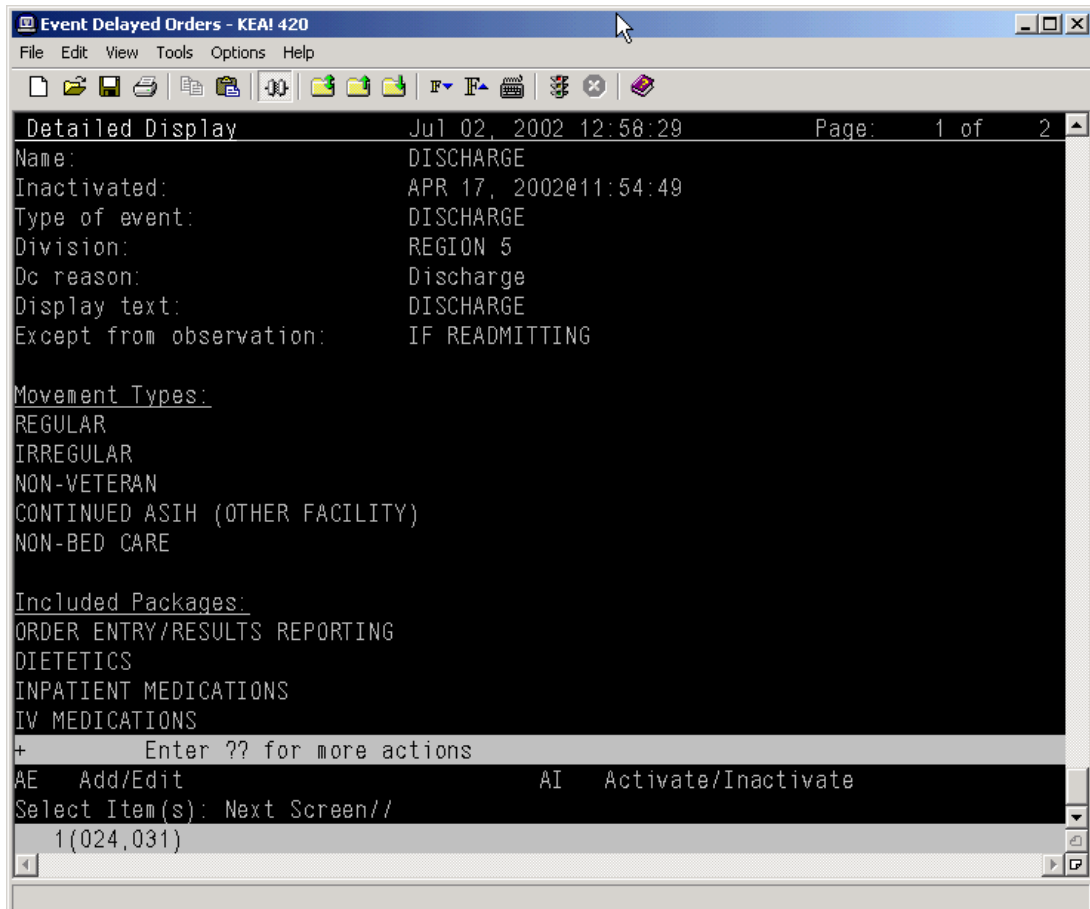 Event Delayed Orders - KEA! 420
File Edit View Tools Options Help
Detailed Display Jul 02, 2002 12:58:29 Page: 1 of 2
Name: DISCHARGE
Inactivated: APR 17, 2002@11:54:49
Type of event: DISCHARGE
Division: REGION 5
Dc reason: Discharge
Display text: DISCHARGE
Except from observation: IF READMITTING
Movement Types:
REGULAR
IRREGULAR
NON-VETERAN
CONTINUED ASIH (OTHER FACILITY)
NON-BED CARE
Included Packages:
ORDER ENTRY/RESULTS REPORTING
DIETETICS
INPATIENT MEDICATIONS
IV MEDICATIONS
+ Enter ?? for more actions
AE Add/Edit AI Activate/Inactivate
Select Item(s): Next Screen//
1(024,031)